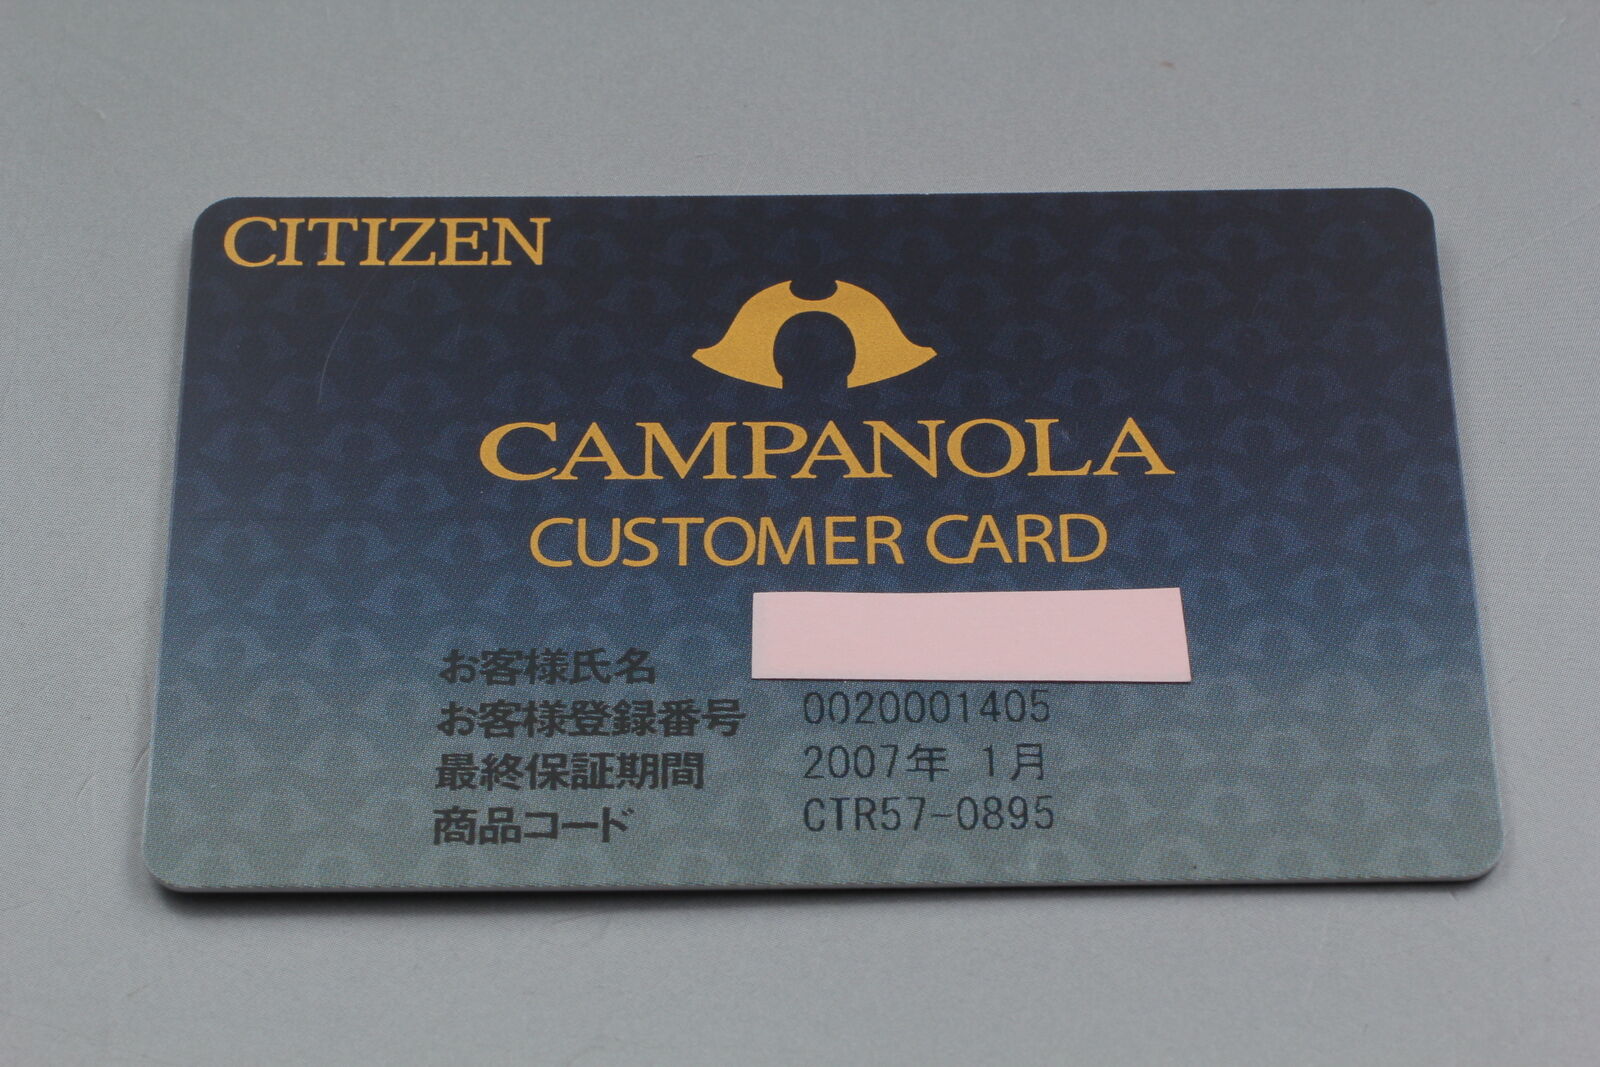 CITIZEN
CAMPANOLA
CUSTOMER CARD
お客様氏名
お客様登録番号 0020001405
最終保証期間 2007年 1月
商品コード CTR57-0895